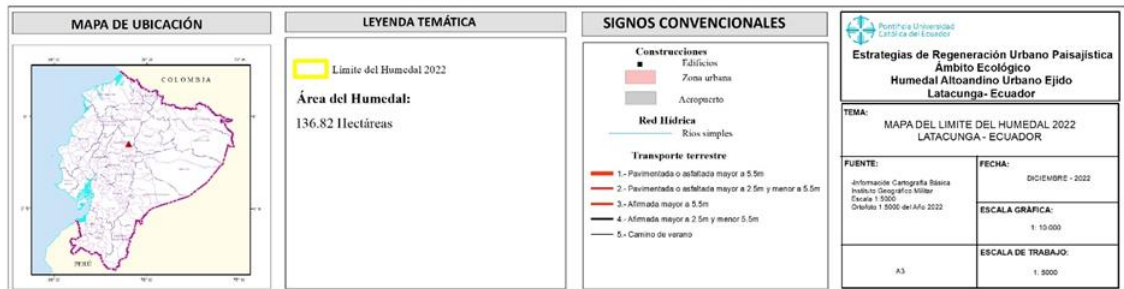 MAPA DE UBICACIÓN
COLOMBIA
PERÚ
LEYENDA TEMÁTICA
Límite del Humedal 2022
Área del Humedal:
136.82 Hectáreas
SIGNOS CONVENCIONALES
Construcciones
Edificios
Zona urbana
Aeropuerto
Red Hídrica
Ríos simples
Transporte terrestre
1.- Pavimentada o asfaltada mayor a 5.5m
2.- Pavimentada o asfaltada mayor a 2.5m y menor a 5.5m
3.- Afirmada mayor a 5.5m
4.- Afirmada mayor a 2.5m y menor 5.5m
5.- Camino de verano
Pontificia Universidad
Católica del Ecuador
Estrategias de Regeneración Urbano Paisajística
Ámbito Ecológico
Humedal Altoandino Urbano Ejido
Latacunga- Ecuador
TEMA:
MAPA DEL LIMITE DEL HUMEDAL 2022
LATACUNGA - ECUADOR
FUENTE:
-Información Cartografía Básica
Instituto Geográfico Militar
Escala 1:5000
Ortofoto 1:5000 del Año 2022
A3
FECHA:
DICIEMBRE - 2022
ESCALA GRÁFICA:
1: 10.000
ESCALA DE TRABAJO:
1: 5000